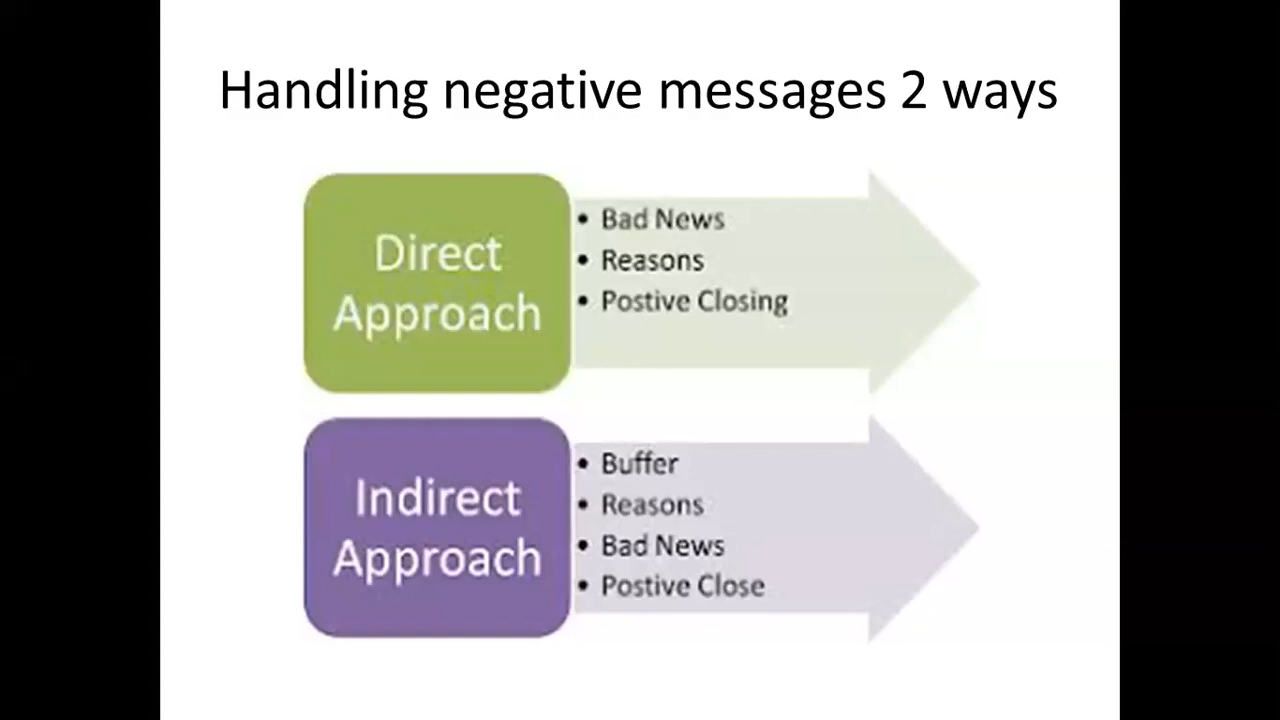 Handling negative messages 2 ways
Direct
Approach
• Bad News
• Reasons
• Postive Closing
Indirect
Approach
• Buffer
• Reasons
• Bad News
• Postive Close